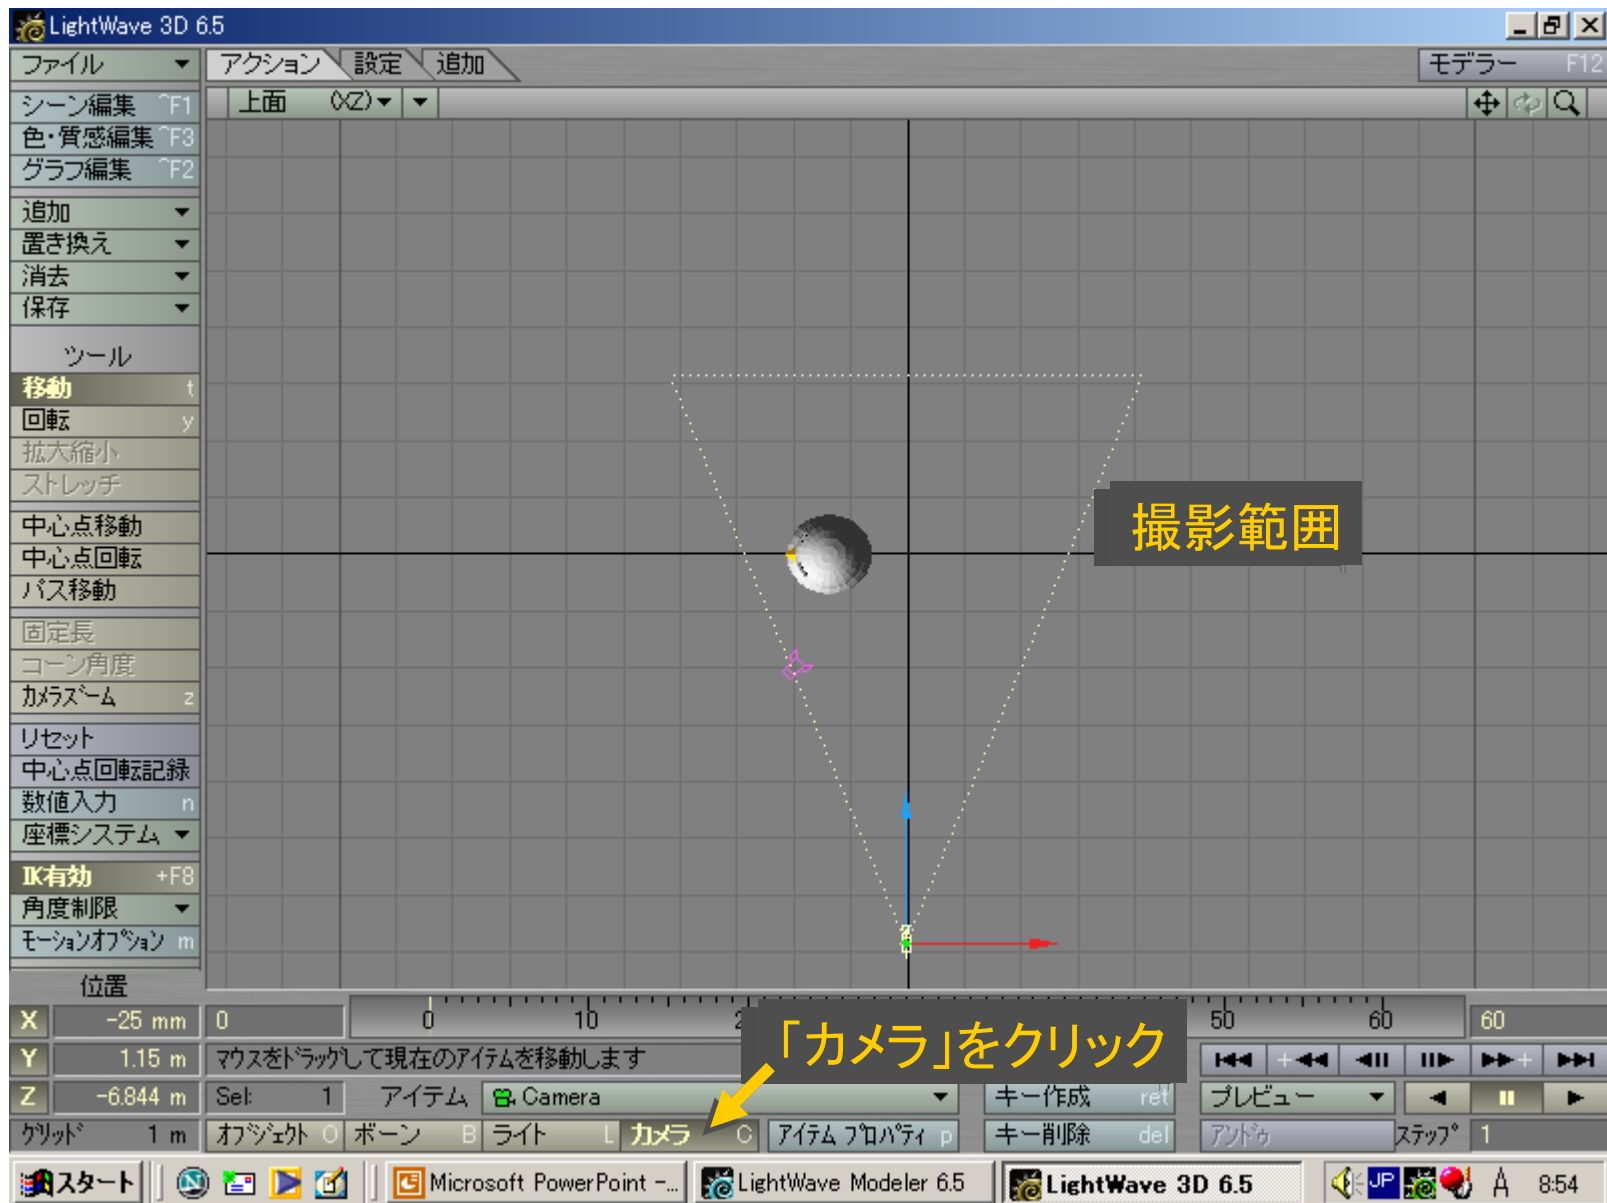 LightWave 3D 6.5
ファイル
アクション 設定 追加
モデラー F12
シーン編集 ^F1
上面 (XZ)
色・質感編集 ^F3
グラフ編集 ^F2
追加
置き換え
消去
保存
ツール
移動 t
回転 y
拡大縮小
ストレッチ
中心点移動
中心点回転
パス移動
固定長
コーン角度
カメラズーム z
リセット
中心点回転記録
数値入力 n
座標システム
IK有効 +F8
角度制限
モーションオプション m
撮影範囲
位置
X -25 mm 0 0 10 2 50 60 60
「カメラ」をクリック
Y 1.15 m マウスをドラッグして現在のアイテムを移動します
Z -6.844 m Sel: 1 アイテム Camera キー作成 ret プレビュー
グリッド 1 m オブジェクト O ボーン B ライト L カメラ C アイテム プロパティ p キー削除 del アンドゥ ステップ 1
スタート Microsoft PowerPoint -... LightWave Modeler 6.5 LightWave 3D 6.5 JP A 8:54